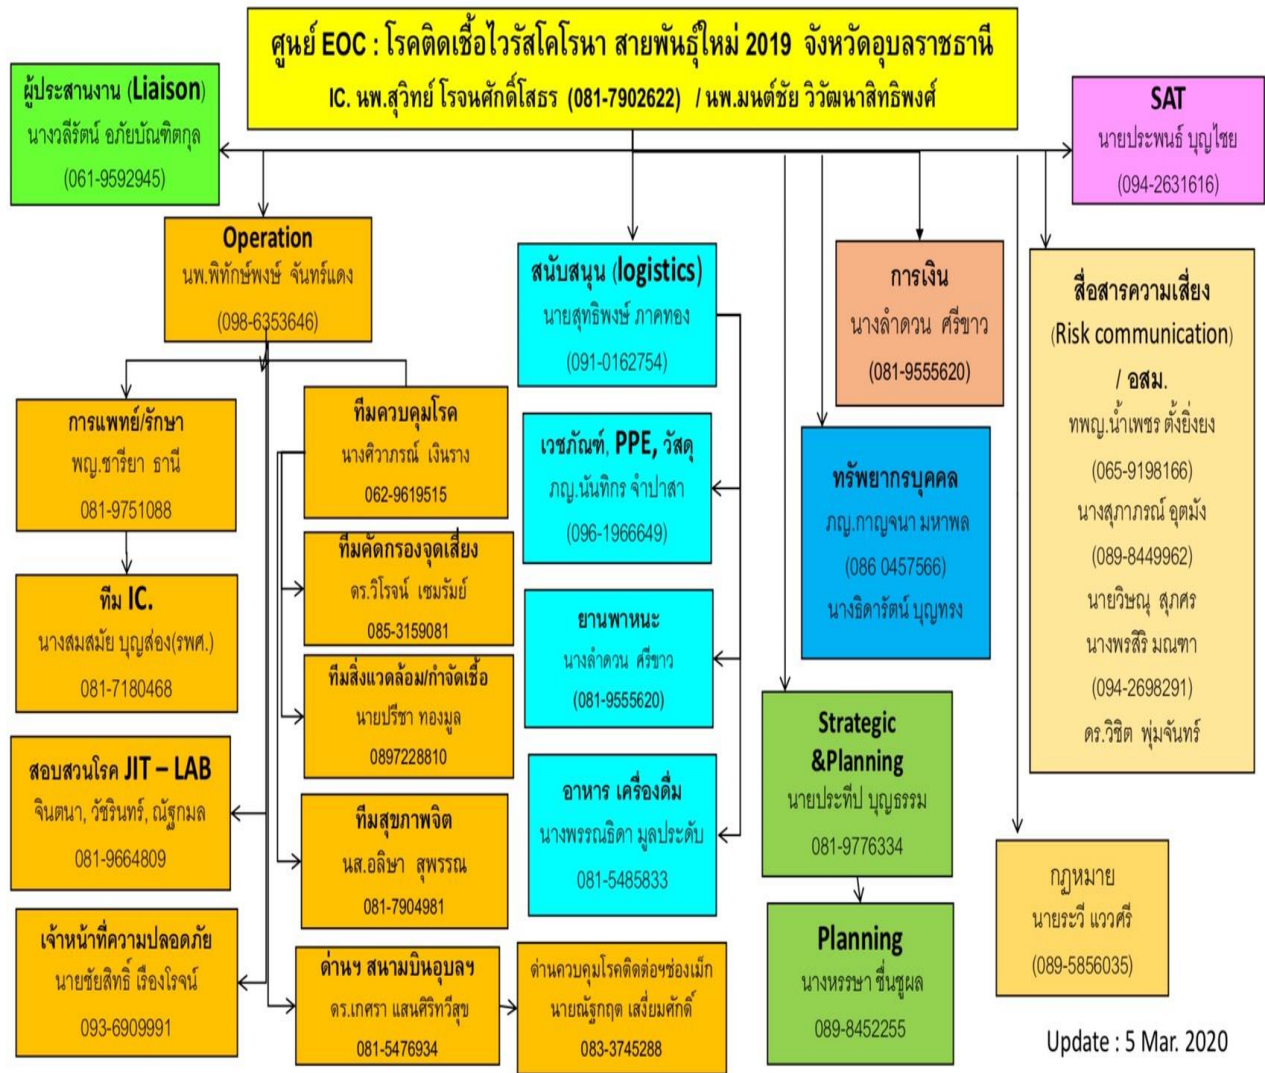 ศูนย์ EOC : โรคติดเชื้อไวรัสโคโรนา สายพันธุ์ใหม่ 2019 จังหวัดอุบลราชธานี
IC. นพ.สุวิทย์ โรจนศักดิ์โสธร (081-7902622) / นพ.มนต์ชัย วิวัฒนาสิทธิพงศ์
ผู้ประสานงาน (Liaison)
นางวลีรัตน์ อภัยบัณฑิตกุล
(061-9592945)
SAT
นายประพนธ์ บุญไชย
(094-2631616)
Operation
นพ.พิทักษ์พงษ์ จันทร์แดง
(098-6353646)
สนับสนุน (logistics)
นายสุทธิพงษ์ ภาคทอง
(091-0162754)
การเงิน
นางลำดวน ศรีขาว
(081-9555620)
สื่อสารความเสี่ยง
(Risk communication)
/ อสม.
ทพญ.น้ำเพชร ตั้งยิ่งยง
(065-9198166)
นางสุภาภรณ์ อุตมัง
(089-8449962)
นายวิษณุ สุภศร
นางพรสิริ มณฑา
(094-2698291)
ดร.วิชิต พุ่มจันทร์
การแพทย์/รักษา
พญ.ชารียา ธานี
081-9751088
ทีมควบคุมโรค
นางศิวาภรณ์ เงินราง
062-9619515
เวชภัณฑ์, PPE, วัสดุ
ภญ.นันทิกร จำปาสา
(096-1966649)
ทรัพยากรบุคคล
ภญ.กาญจนา มหาพล
(086 0457566)
นางธิดารัตน์ บุญทรง
ทีมคัดกรองจุดเสี่ยง
ดร.วิโรจน์ เซมรัมย์
085-3159081
ทีม IC.
นางสมสมัย บุญส่อง(รพศ.)
081-7180468
ยานพาหนะ
นางลำดวน ศรีขาว
(081-9555620)
ทีมสิ่งแวดล้อม/กำจัดเชื้อ
นายปรีชา ทองมูล
0897228810
Strategic
&Planning
นายประทีป บุญธรรม
081-9776334
สอบสวนโรค JIT – LAB
จินตนา, วัชรินทร์, ณัฐกมล
081-9664809
อาหาร เครื่องดื่ม
นางพรรณธิดา มูลประดับ
081-5485833
ทีมสุขภาพจิต
นส.อลิษา สุพรรณ
081-7904981
กฎหมาย
นายระวี แววศรี
(089-5856035)
เจ้าหน้าที่ความปลอดภัย
นายชัยสิทธิ์ เรืองโรจน์
093-6909991
Planning
นางหรรษา ชื่นชูผล
089-8452255
ด่านฯ สนามบินอุบลฯ
ดร.เกศรา แสนศิริทวีสุข
081-5476934
ด่านควบคุมโรคติดต่อฯช่องเม็ก
นายณัฐกฤต เสงี่ยมศักดิ์
083-3745288
Update : 5 Mar. 2020